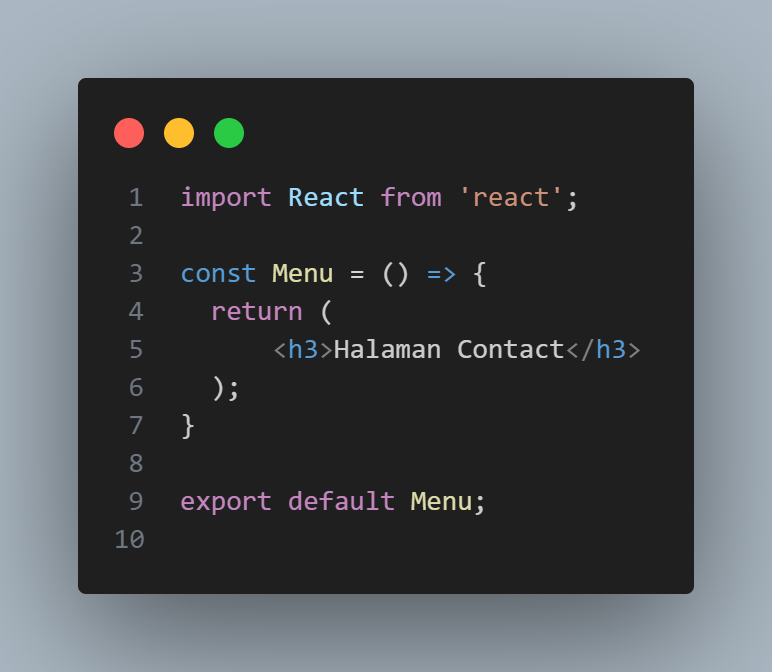 1 import React from 'react';
2
3 const Menu = () => {
4   return (
5       <h3>Halaman Contact</h3>
6   );
7 }
8
9 export default Menu;
10